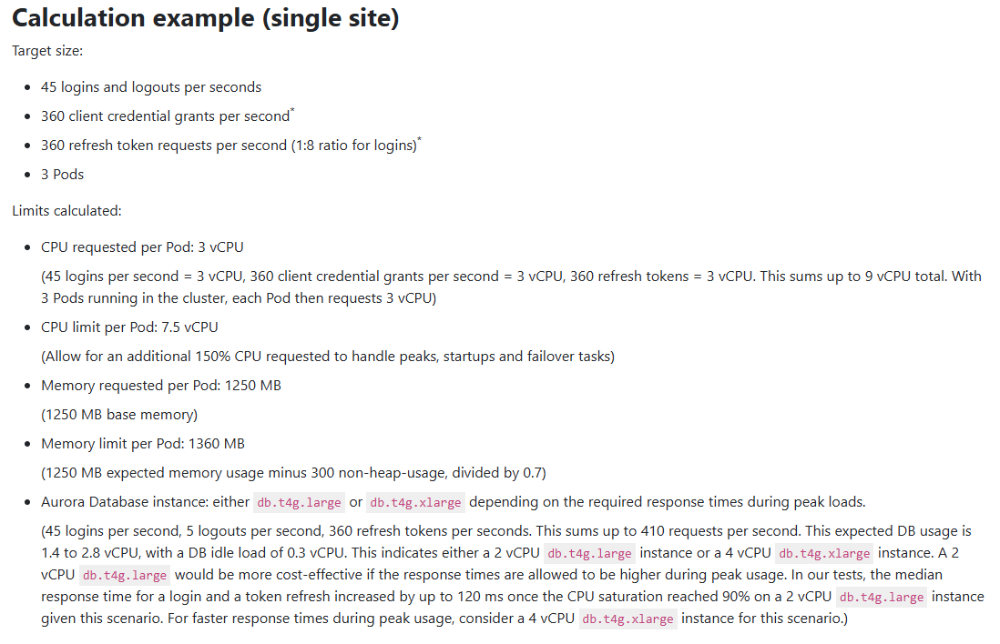 Calculation example (single site)
Target size:
• 45 logins and logouts per seconds
• 360 client credential grants per second*
• 360 refresh token requests per second (1:8 ratio for logins)*
• 3 Pods
Limits calculated:
• CPU requested per Pod: 3 vCPU
(45 logins per second = 3 vCPU, 360 client credential grants per second = 3 vCPU, 360 refresh tokens = 3 vCPU. This sums up to 9 vCPU total. With
3 Pods running in the cluster, each Pod then requests 3 vCPU)
• CPU limit per Pod: 7.5 vCPU
(Allow for an additional 150% CPU requested to handle peaks, startups and failover tasks)
• Memory requested per Pod: 1250 MB
(1250 MB base memory)
• Memory limit per Pod: 1360 MB
(1250 MB expected memory usage minus 300 non-heap-usage, divided by 0.7)
• Aurora Database instance: either db.t4g.large or db.t4g.xlarge depending on the required response times during peak loads.
(45 logins per second, 5 logouts per second, 360 refresh tokens per seconds. This sums up to 410 requests per second. This expected DB usage is
1.4 to 2.8 vCPU, with a DB idle load of 0.3 vCPU. This indicates either a 2 vCPU db.t4g.large instance or a 4 vCPU db.t4g.xlarge instance. A 2
vCPU db.t4g.large would be more cost-effective if the response times are allowed to be higher during peak usage. In our tests, the median
response time for a login and a token refresh increased by up to 120 ms once the CPU saturation reached 90% on a 2 vCPU db.t4g.large instance
given this scenario. For faster response times during peak usage, consider a 4 vCPU db.t4g.xlarge instance for this scenario.)